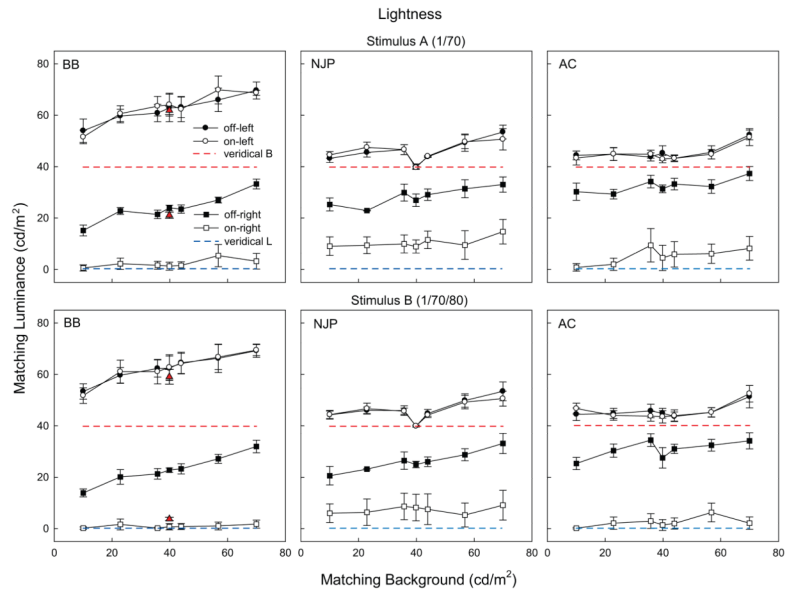 Lightness
Stimulus A (1/70)
BB
NJP
AC
80
60
40
20
0
off-left
on-left
veridical B
off-right
on-right
veridical L
Stimulus B (1/70/80)
BB
NJP
AC
80
60
40
20
0
0 20 40 60 80
0 20 40 60 80
0 20 40 60 80
Matching Luminance (cd/m²)
Matching Background (cd/m²)